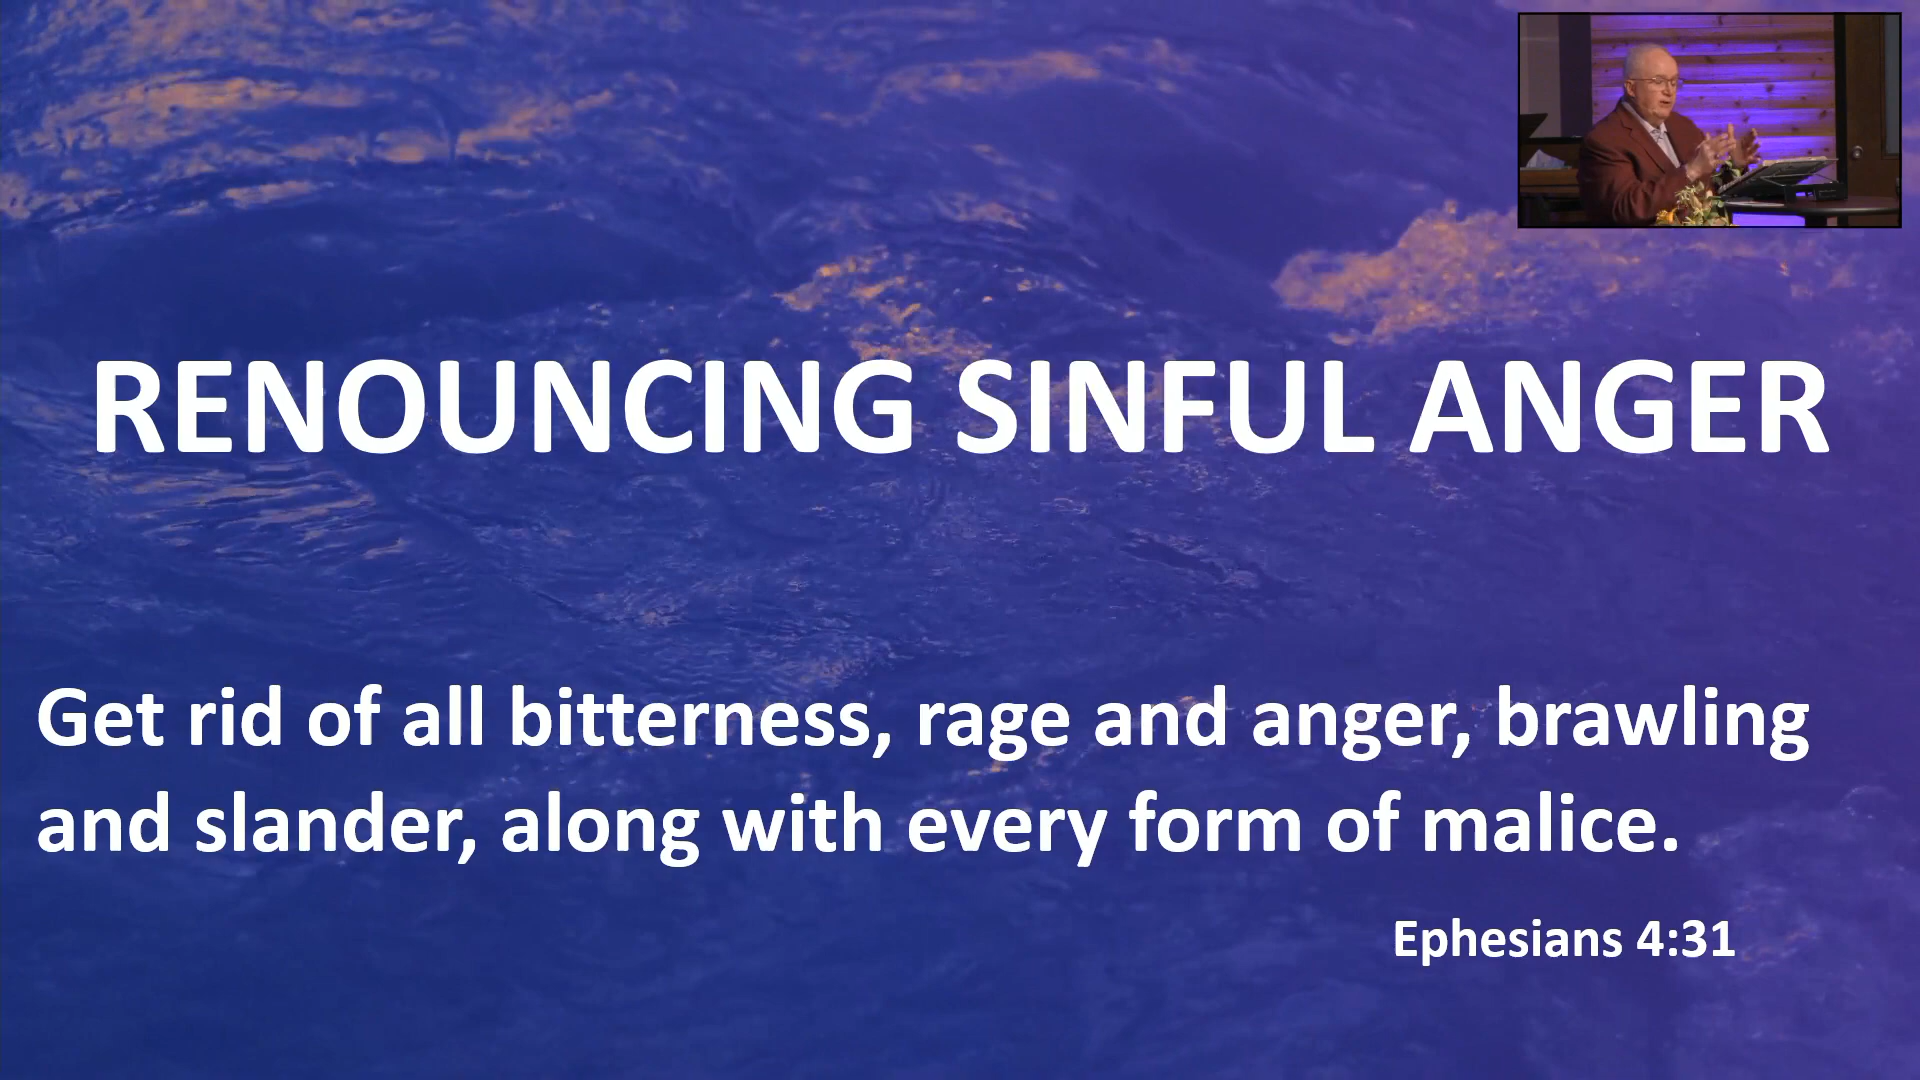 RENOUNCING SINFUL ANGER
Get rid of all bitterness, rage and anger, brawling
and slander, along with every form of malice.
Ephesians 4:31